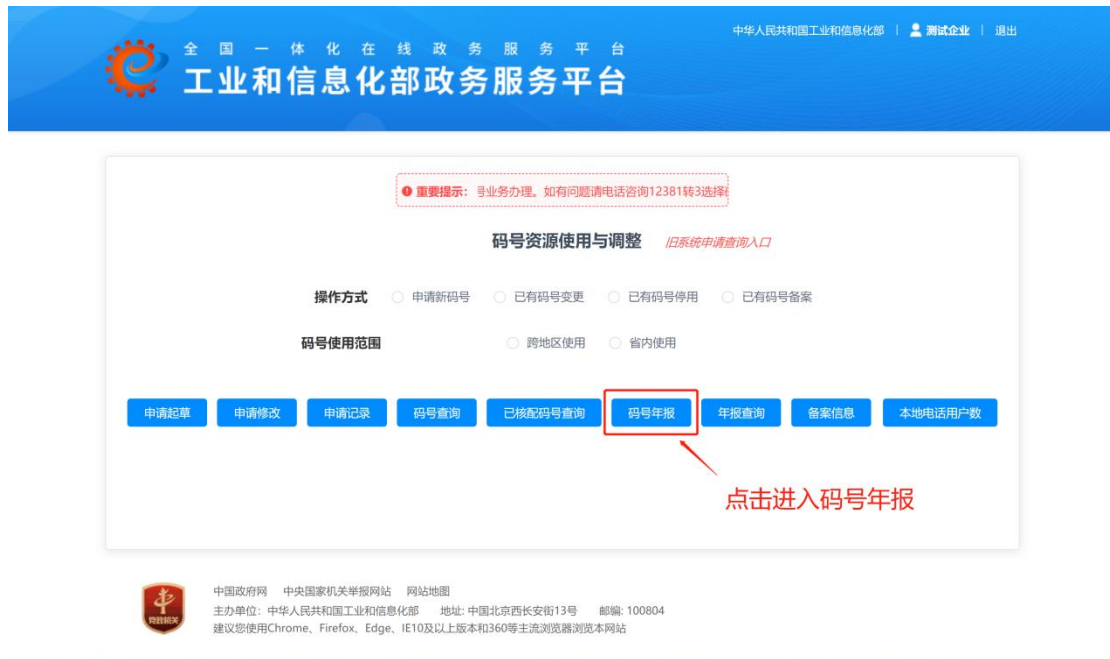 中华人民共和国工业和信息化部 | 测试企业 | 退出
全国一体化在线政务服务平台
工业和信息化部政务服务平台
重要提示: 号业务办理。如有问题请电话咨询12381转3选择
码号资源使用与调整 旧系统申请查询入口
操作方式 申请新码号 已有码号变更 已有码号停用 已有码号备案
码号使用范围 跨地区使用 省内使用
申请起草 申请修改 申请记录 码号查询 已核配码号查询 码号年报 年报查询 备案信息 本地电话用户数
点击进入码号年报
中国政府网 中央国家机关举报网站 网站地图
主办单位: 中华人民共和国工业和信息化部 地址: 中国北京西长安街13号 邮编: 100804
建议您使用Chrome、Firefox、Edge、IE10及以上版本和360等主流浏览器浏览本网站
党政机关